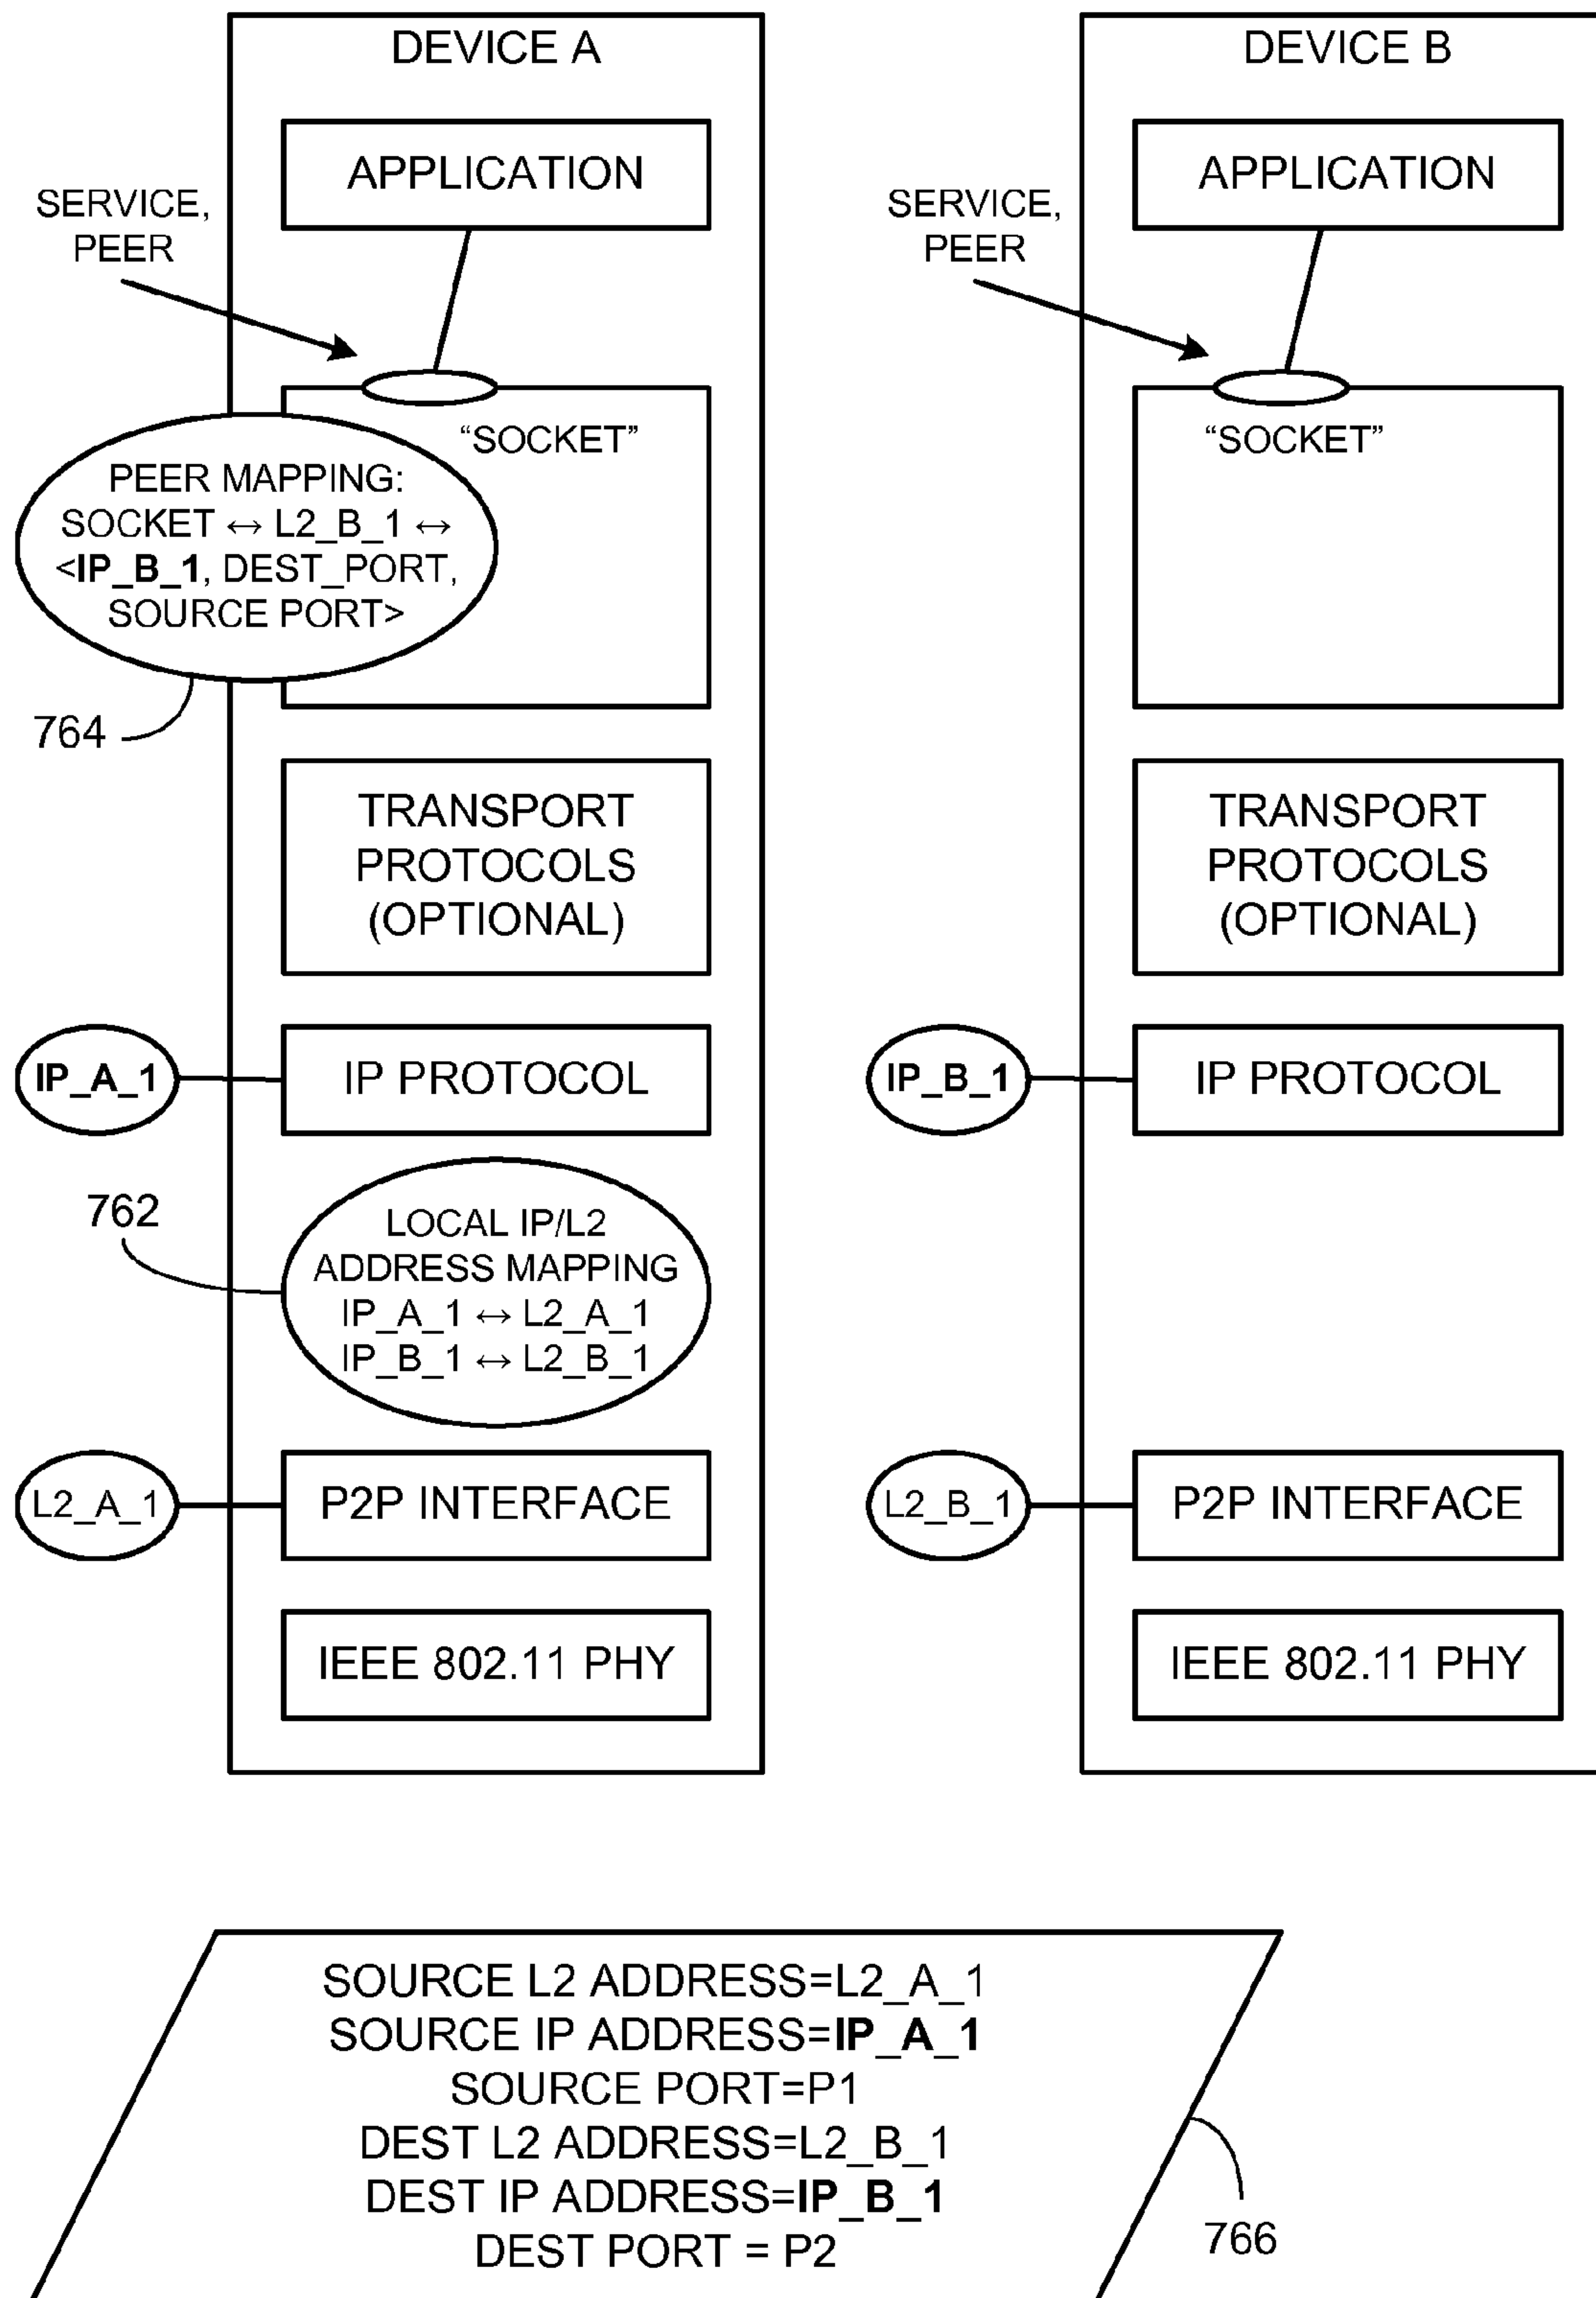 DEVICE A
APPLICATION
SERVICE,
PEER
“SOCKET”
PEER MAPPING:
SOCKET ↔ L2_B_1 ↔
<IP_B_1, DEST_PORT,
SOURCE PORT>
764
TRANSPORT
PROTOCOLS
(OPTIONAL)
IP_A_1
IP PROTOCOL
762
LOCAL IP/L2
ADDRESS MAPPING
IP_A_1 ↔ L2_A_1
IP_B_1 ↔ L2_B_1
L2_A_1
P2P INTERFACE
IEEE 802.11 PHY
DEVICE B
APPLICATION
SERVICE,
PEER
“SOCKET”
TRANSPORT
PROTOCOLS
(OPTIONAL)
IP_B_1
IP PROTOCOL
L2_B_1
P2P INTERFACE
IEEE 802.11 PHY
SOURCE L2 ADDRESS=L2_A_1
SOURCE IP ADDRESS=IP_A_1
SOURCE PORT=P1
DEST L2 ADDRESS=L2_B_1
DEST IP ADDRESS=IP_B_1
DEST PORT = P2
766